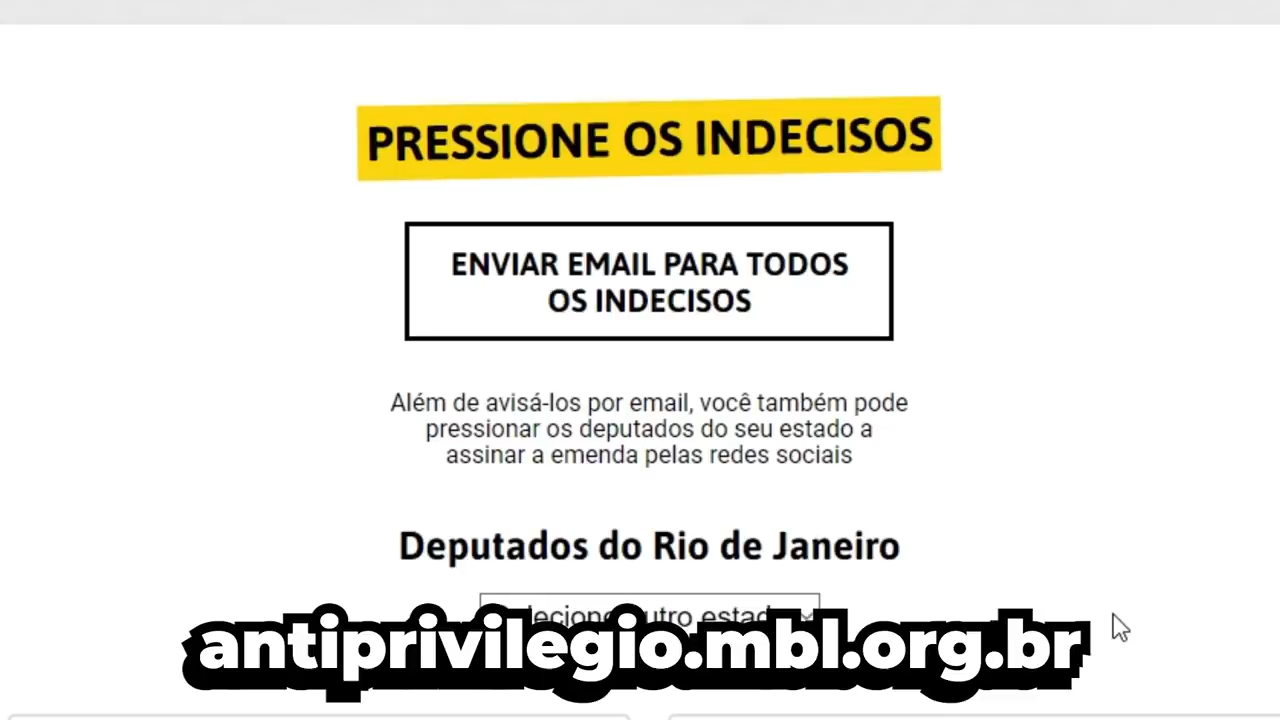 PRESSIONE OS INDECISOS
ENVIAR EMAIL PARA TODOS
OS INDECISOS
Além de avisá-los por email, você também pode
pressionar os deputados do seu estado a
assinar a emenda pelas redes sociais
Deputados do Rio de Janeiro
antiprivilegio.mbl.org.br